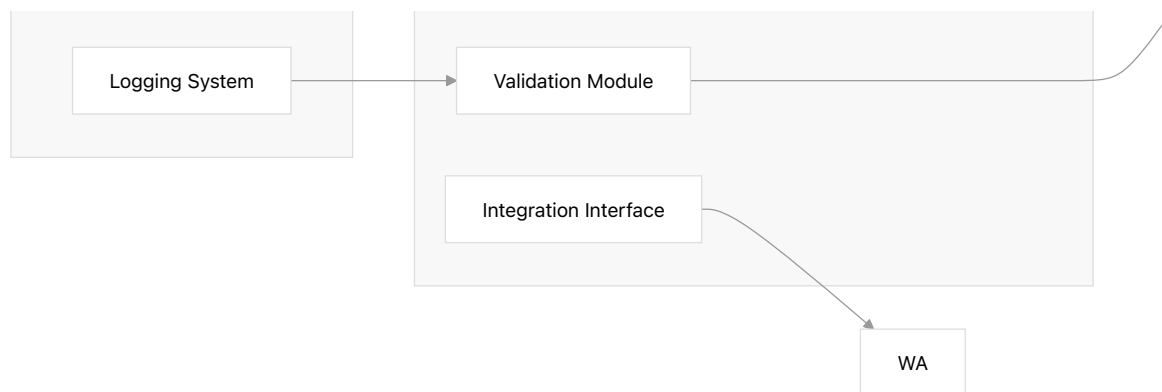 Logging System
Validation Module
Integration Interface
WA